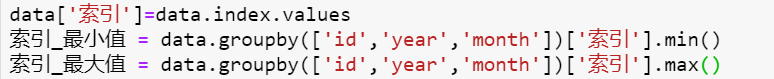 data['索引']=data.index.values
索引_最小值 = data.groupby(['id','year','month'])['索引'].min()
索引_最大值 = data.groupby(['id','year','month'])['索引'].max()